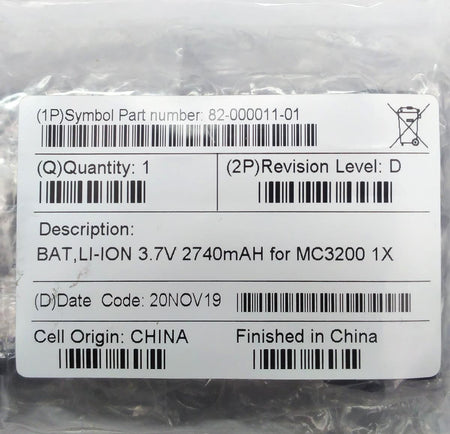 (1P)Symbol Part number: 82-000011-01
(Q)Quantity: 1
(2P)Revision Level: D
Description:
BAT,LI-ION 3.7V 2740mAH for MC3200 1X
(D)Date Code: 20NOV19
Cell Origin: CHINA
Finished in China